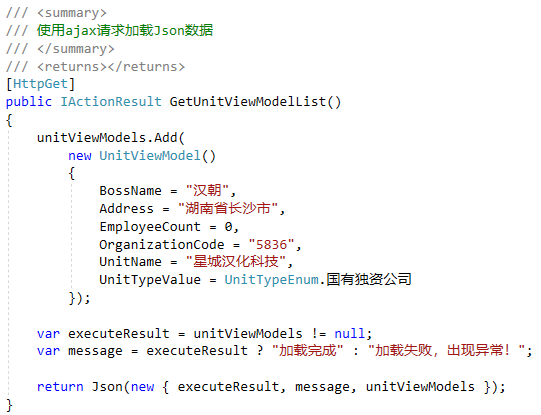 /// <summary>
/// 使用ajax请求加载Json数据
/// </summary>
/// <returns></returns>
[HttpGet]
public IActionResult GetUnitViewModelList()
{
    unitViewModels.Add(
        new UnitViewModel()
        {
            BossName = "汉朝",
            Address = "湖南省长沙市",
            EmployeeCount = 0,
            OrganizationCode = "5836",
            UnitName = "星城汉化科技",
            UnitTypeValue = UnitTypeEnum.国有独资公司
        });
    var executeResult = unitViewModels != null;
    var message = executeResult ? "加载完成" : "加载失败，出现异常！";
    return Json(new { executeResult, message, unitViewModels });
}